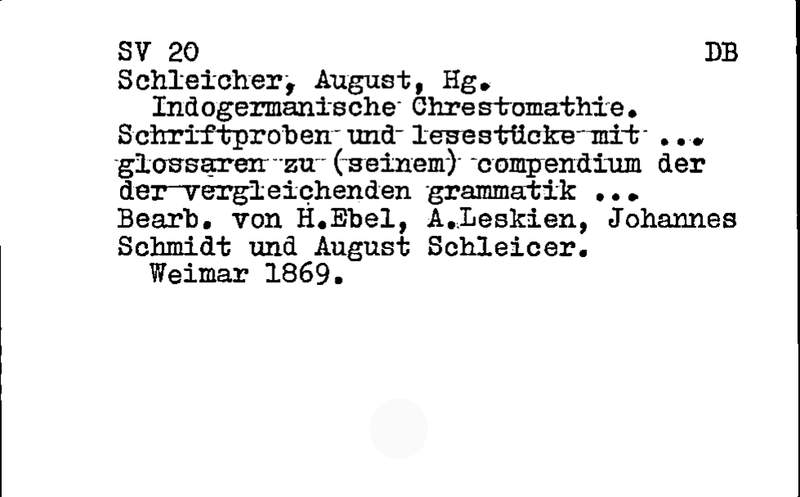 SV 20 DB
Schleicher, August, Hg.
Indogermanische Chrestomathie.
Schriftproben und lesestücke mit ...
glossaren zu (seinem) compendium der
der vergleichenden grammatik ...
Bearb. von H.Ebel, A.Leskien, Johannes
Schmidt und August Schleicer.
Weimar 1869.